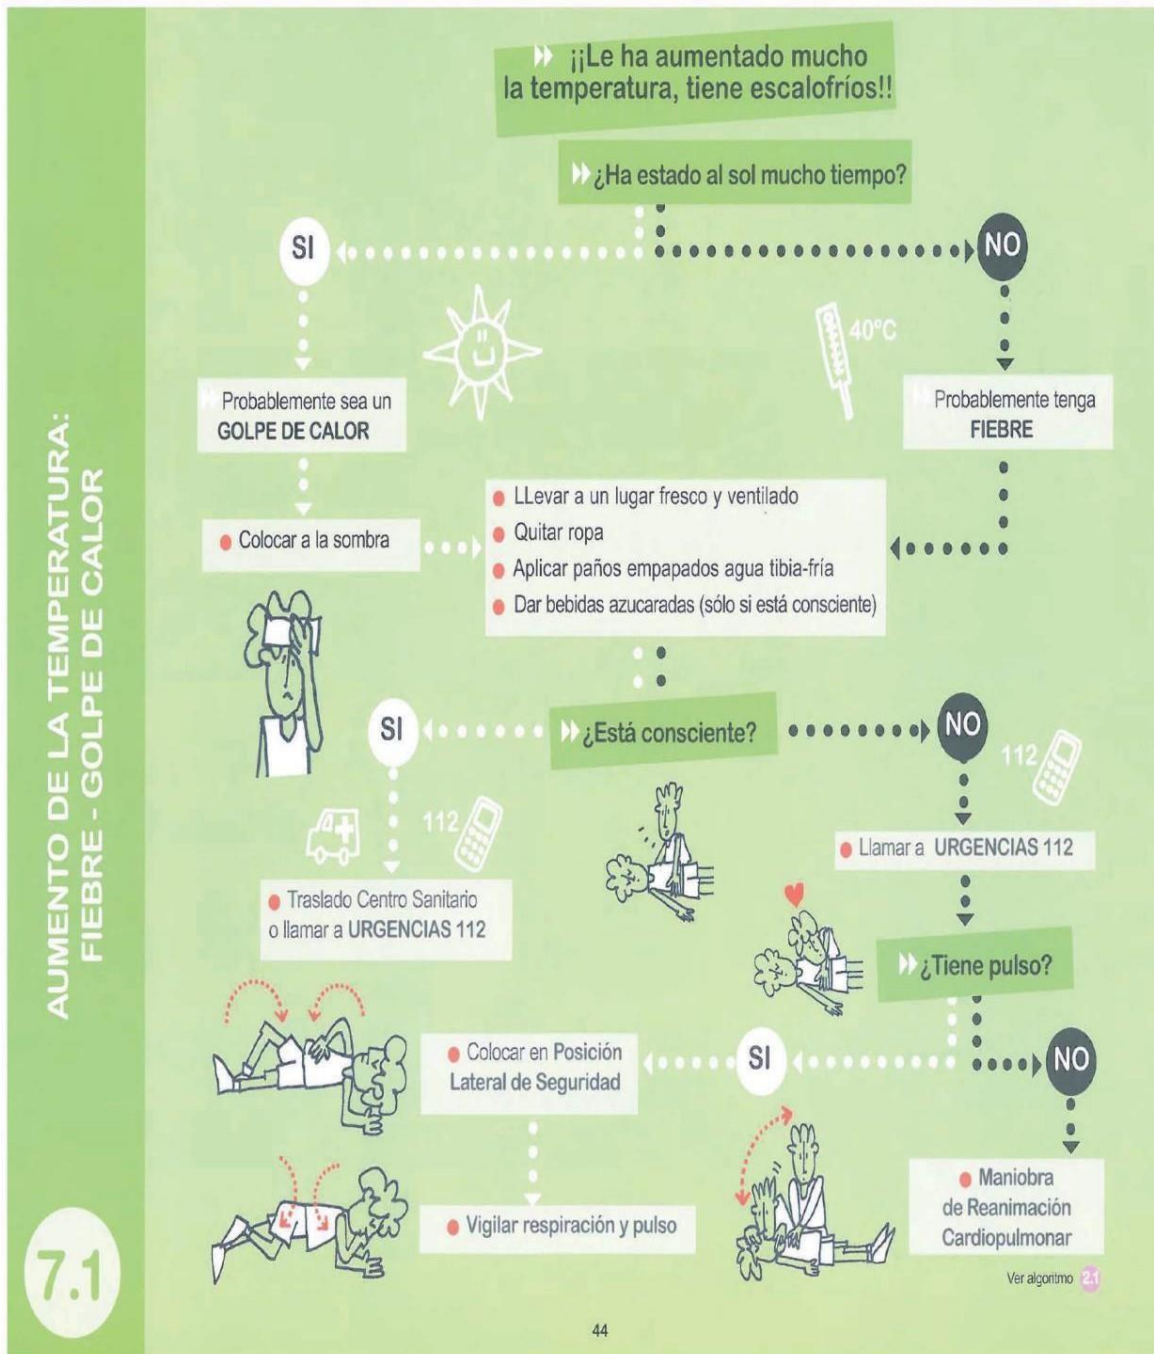 AUMENTO DE LA TEMPERATURA:
FIEBRE - GOLPE DE CALOR
7.1
¡¡Le ha aumentado mucho
la temperatura, tiene escalofríos!!
¿Ha estado al sol mucho tiempo?
SI
NO
40ºC
Probablemente sea un
GOLPE DE CALOR
Probablemente tenga
FIEBRE
Colocar a la sombra
LLevar a un lugar fresco y ventilado
Quitar ropa
Aplicar paños empapados agua tibia-fría
Dar bebidas azucaradas (sólo si está consciente)
¿Está consciente?
SI
NO
112
112
Traslado Centro Sanitario
o llamar a URGENCIAS 112
Llamar a URGENCIAS 112
¿Tiene pulso?
SI
NO
Colocar en Posición
Lateral de Seguridad
Vigilar respiración y pulso
Maniobra
de Reanimación
Cardiopulmonar
Ver algoritmo 2.1
44